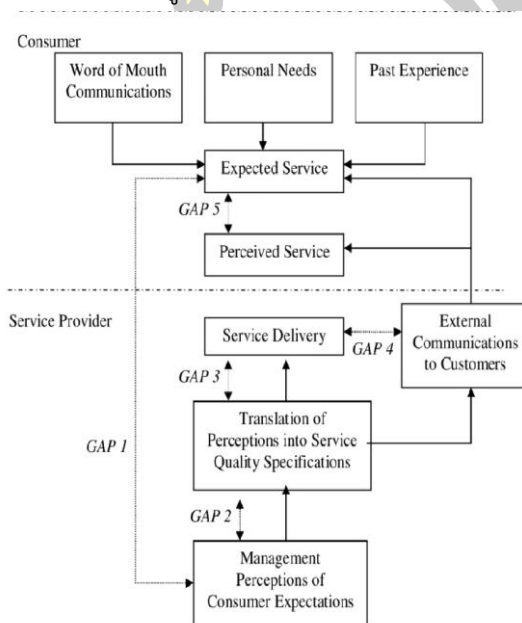 Consumer
Word of Mouth
Communications
Personal Needs
Past Experience
Expected Service
GAP 5
Perceived Service
Service Provider
Service Delivery
GAP 4
External
Communications
to Customers
GAP 3
Translation of
Perceptions into Service
Quality Specifications
GAP 1
GAP 2
Management
Perceptions of
Consumer Expectations